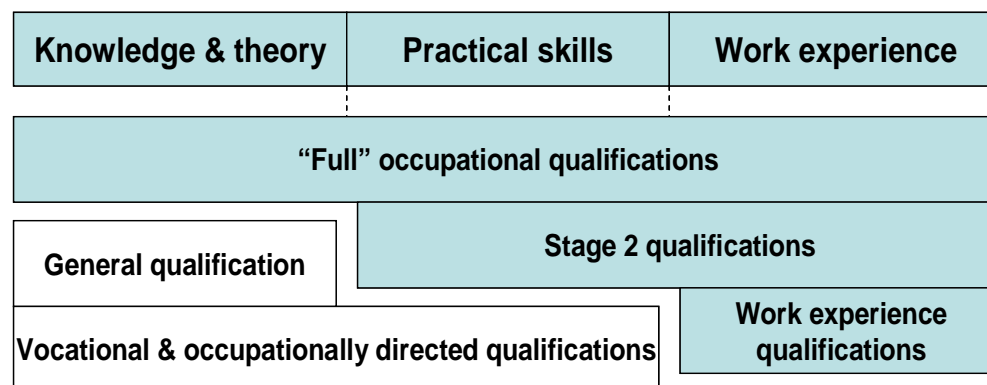 Knowledge & theory
Practical skills
Work experience
“Full” occupational qualifications
Stage 2 qualifications
General qualification
Work experience
qualifications
Vocational & occupationally directed qualifications